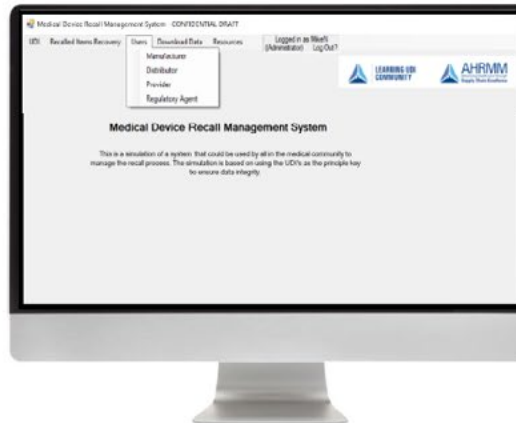 Medical Device Recall Management System CONFIDENTIAL DRAFT
UDI Recalled Items Recovery Users Download Data Resources
Logged in as MikeN
(Administrator) Log Out?
Manufacturer
Distributor
Provider
Regulatory Agent
LEARNING UDI
COMMUNITY
AHRMM
Supply Chain Excellence
Medical Device Recall Management System
This is a simulation of a system that could be used by all in the medical community to
manage the recall process. The simulation is based on using the UDI's as the principle key
to ensure data integrity.